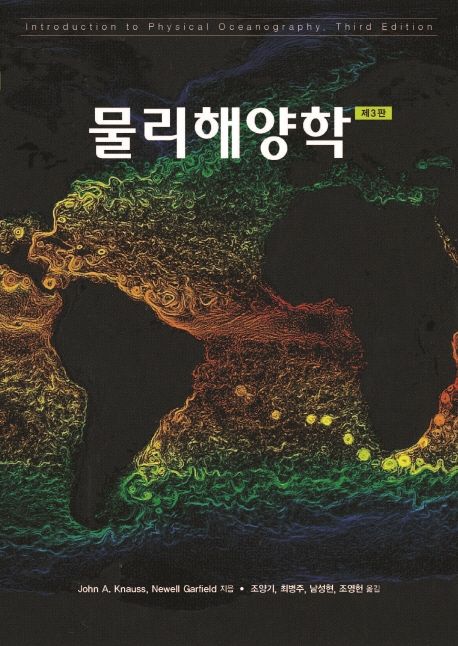 Introduction to Physical Oceanography, Third Edition
물리해양학 제3판
John A. Knauss, Newell Garfield 지음 • 조양기, 최병주, 남성현, 조영헌 옮김